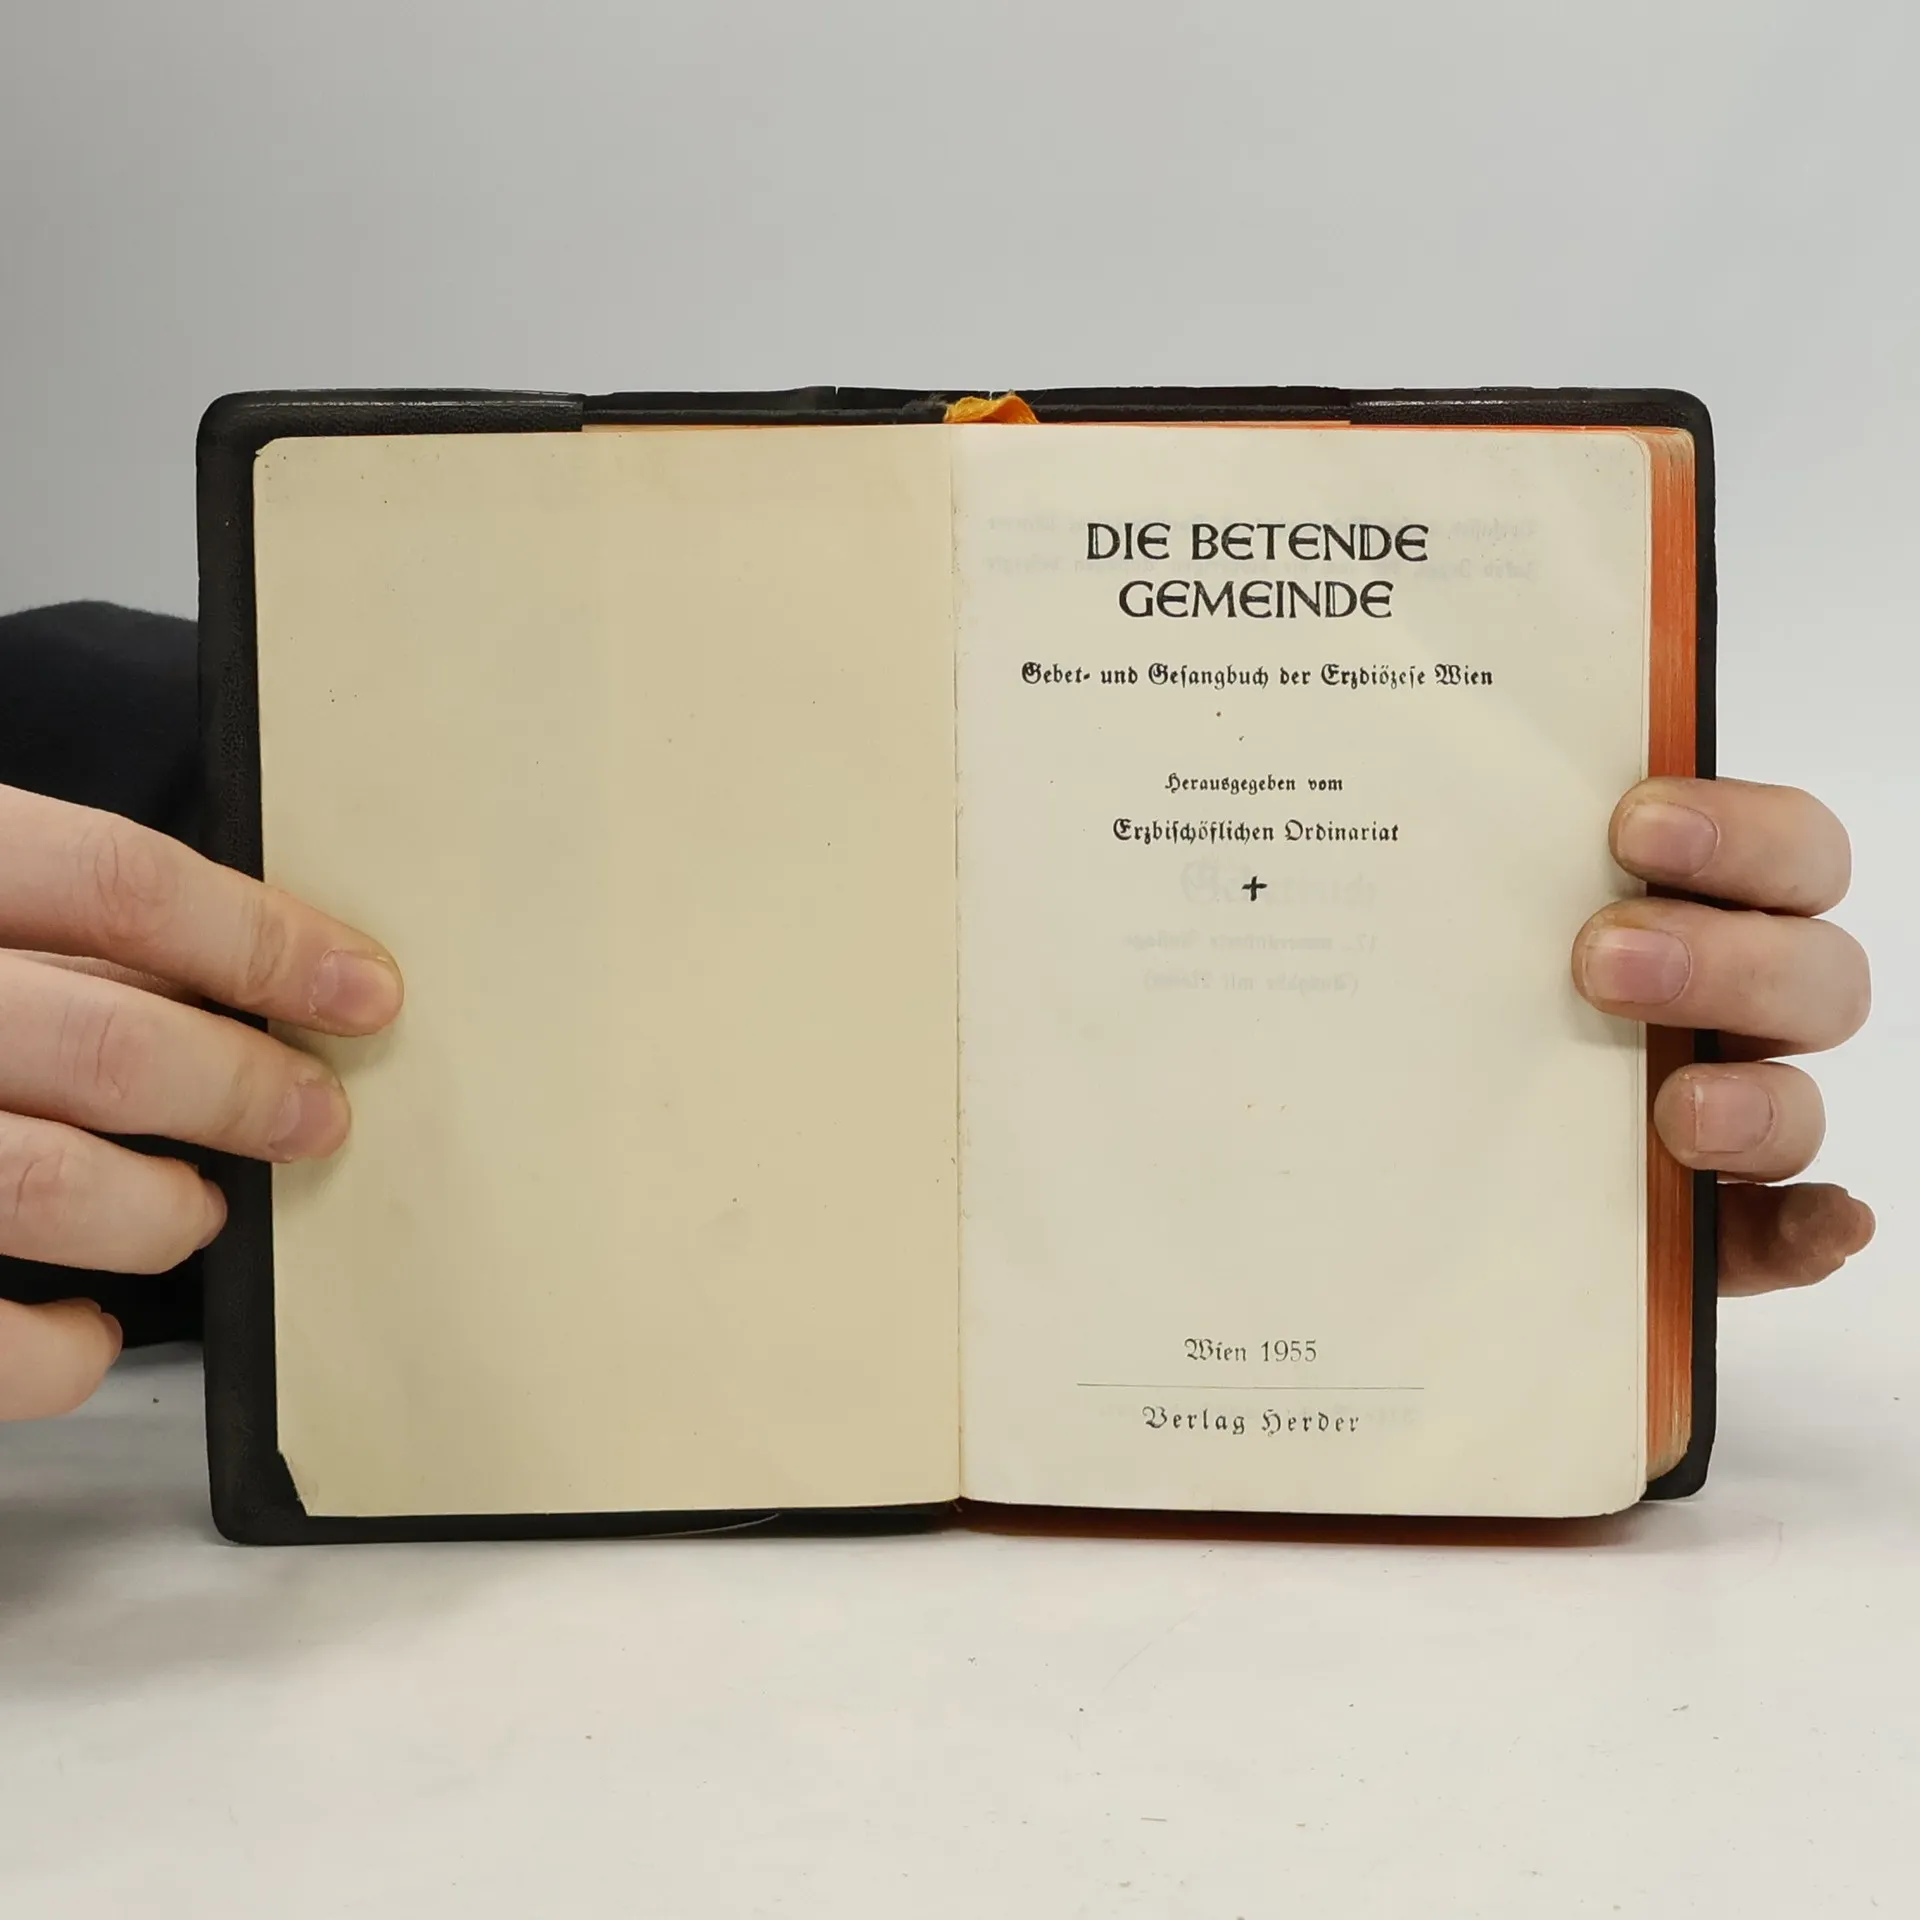 DIE BETENDE
GEMEINDE
Gebet- und Gesangbuch der Erzdiözese Wien
Herausgegeben vom
Erzbischöflichen Ordinariat
Wien 1955
Verlag Herder